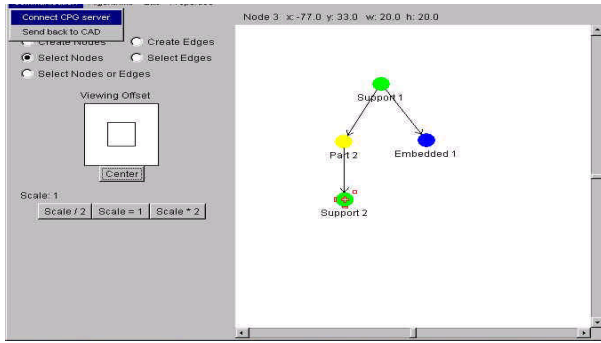 Node 3 x: -77.0 y: 33.0 w: 20.0 h: 20.0
Connect CPG server
Send back to CAD
Create Nodes Create Edges
Select Nodes Select Edges
Select Nodes or Edges
Viewing Offset
Center
Scale: 1
Scale / 2 Scale = 1 Scale * 2
Support 1
Part 2 Embedded 1
Support 2